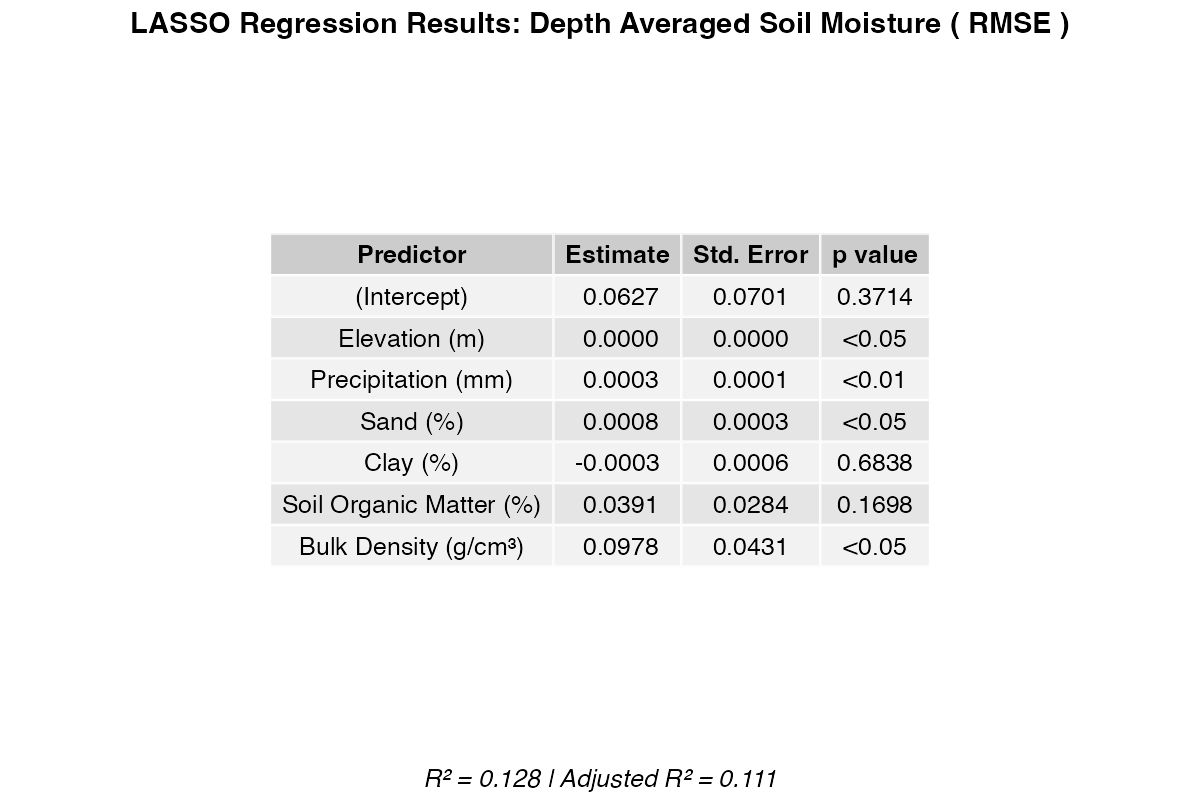 LASSO Regression Results: Depth Averaged Soil Moisture ( RMSE )
Predictor Estimate Std. Error p value
(Intercept) 0.0627 0.0701 0.3714
Elevation (m) 0.0000 0.0000 <0.05
Precipitation (mm) 0.0003 0.0001 <0.01
Sand (%) 0.0008 0.0003 <0.05
Clay (%) -0.0003 0.0006 0.6838
Soil Organic Matter (%) 0.0391 0.0284 0.1698
Bulk Density (g/cm³) 0.0978 0.0431 <0.05
R² = 0.128 | Adjusted R² = 0.111